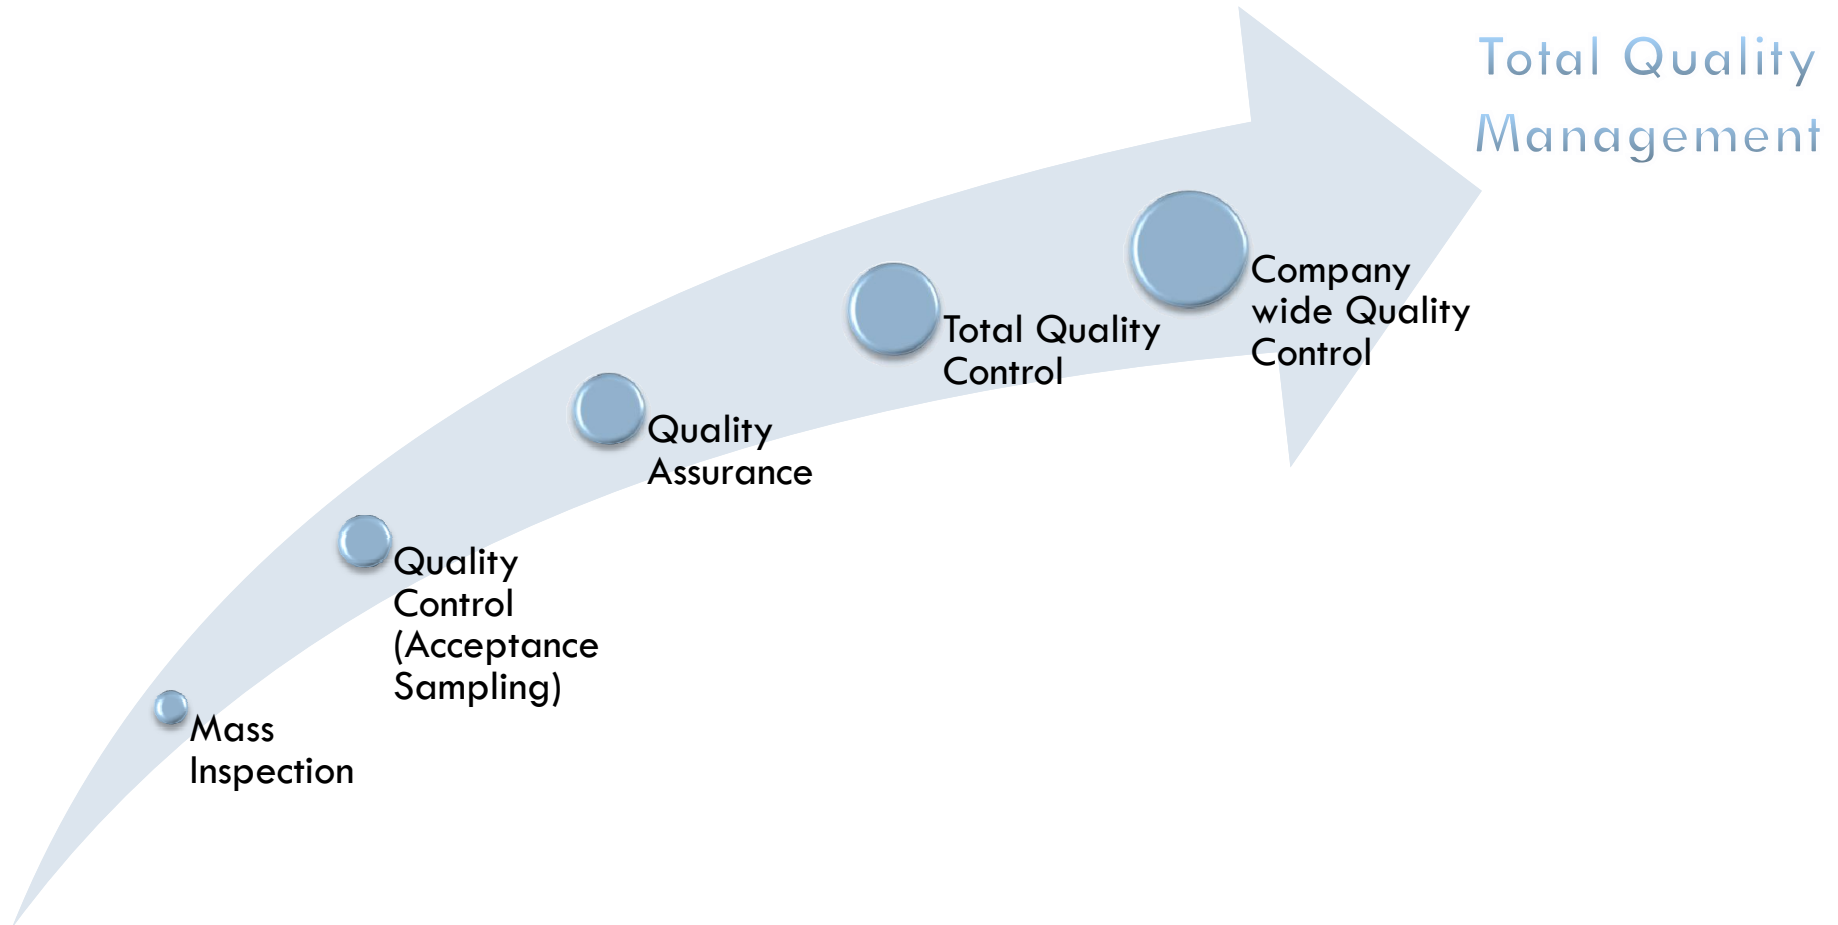 Total Quality
Management
Company
wide Quality
Control
Total Quality
Control
Quality
Assurance
Quality
Control
(Acceptance
Sampling)
Mass
Inspection